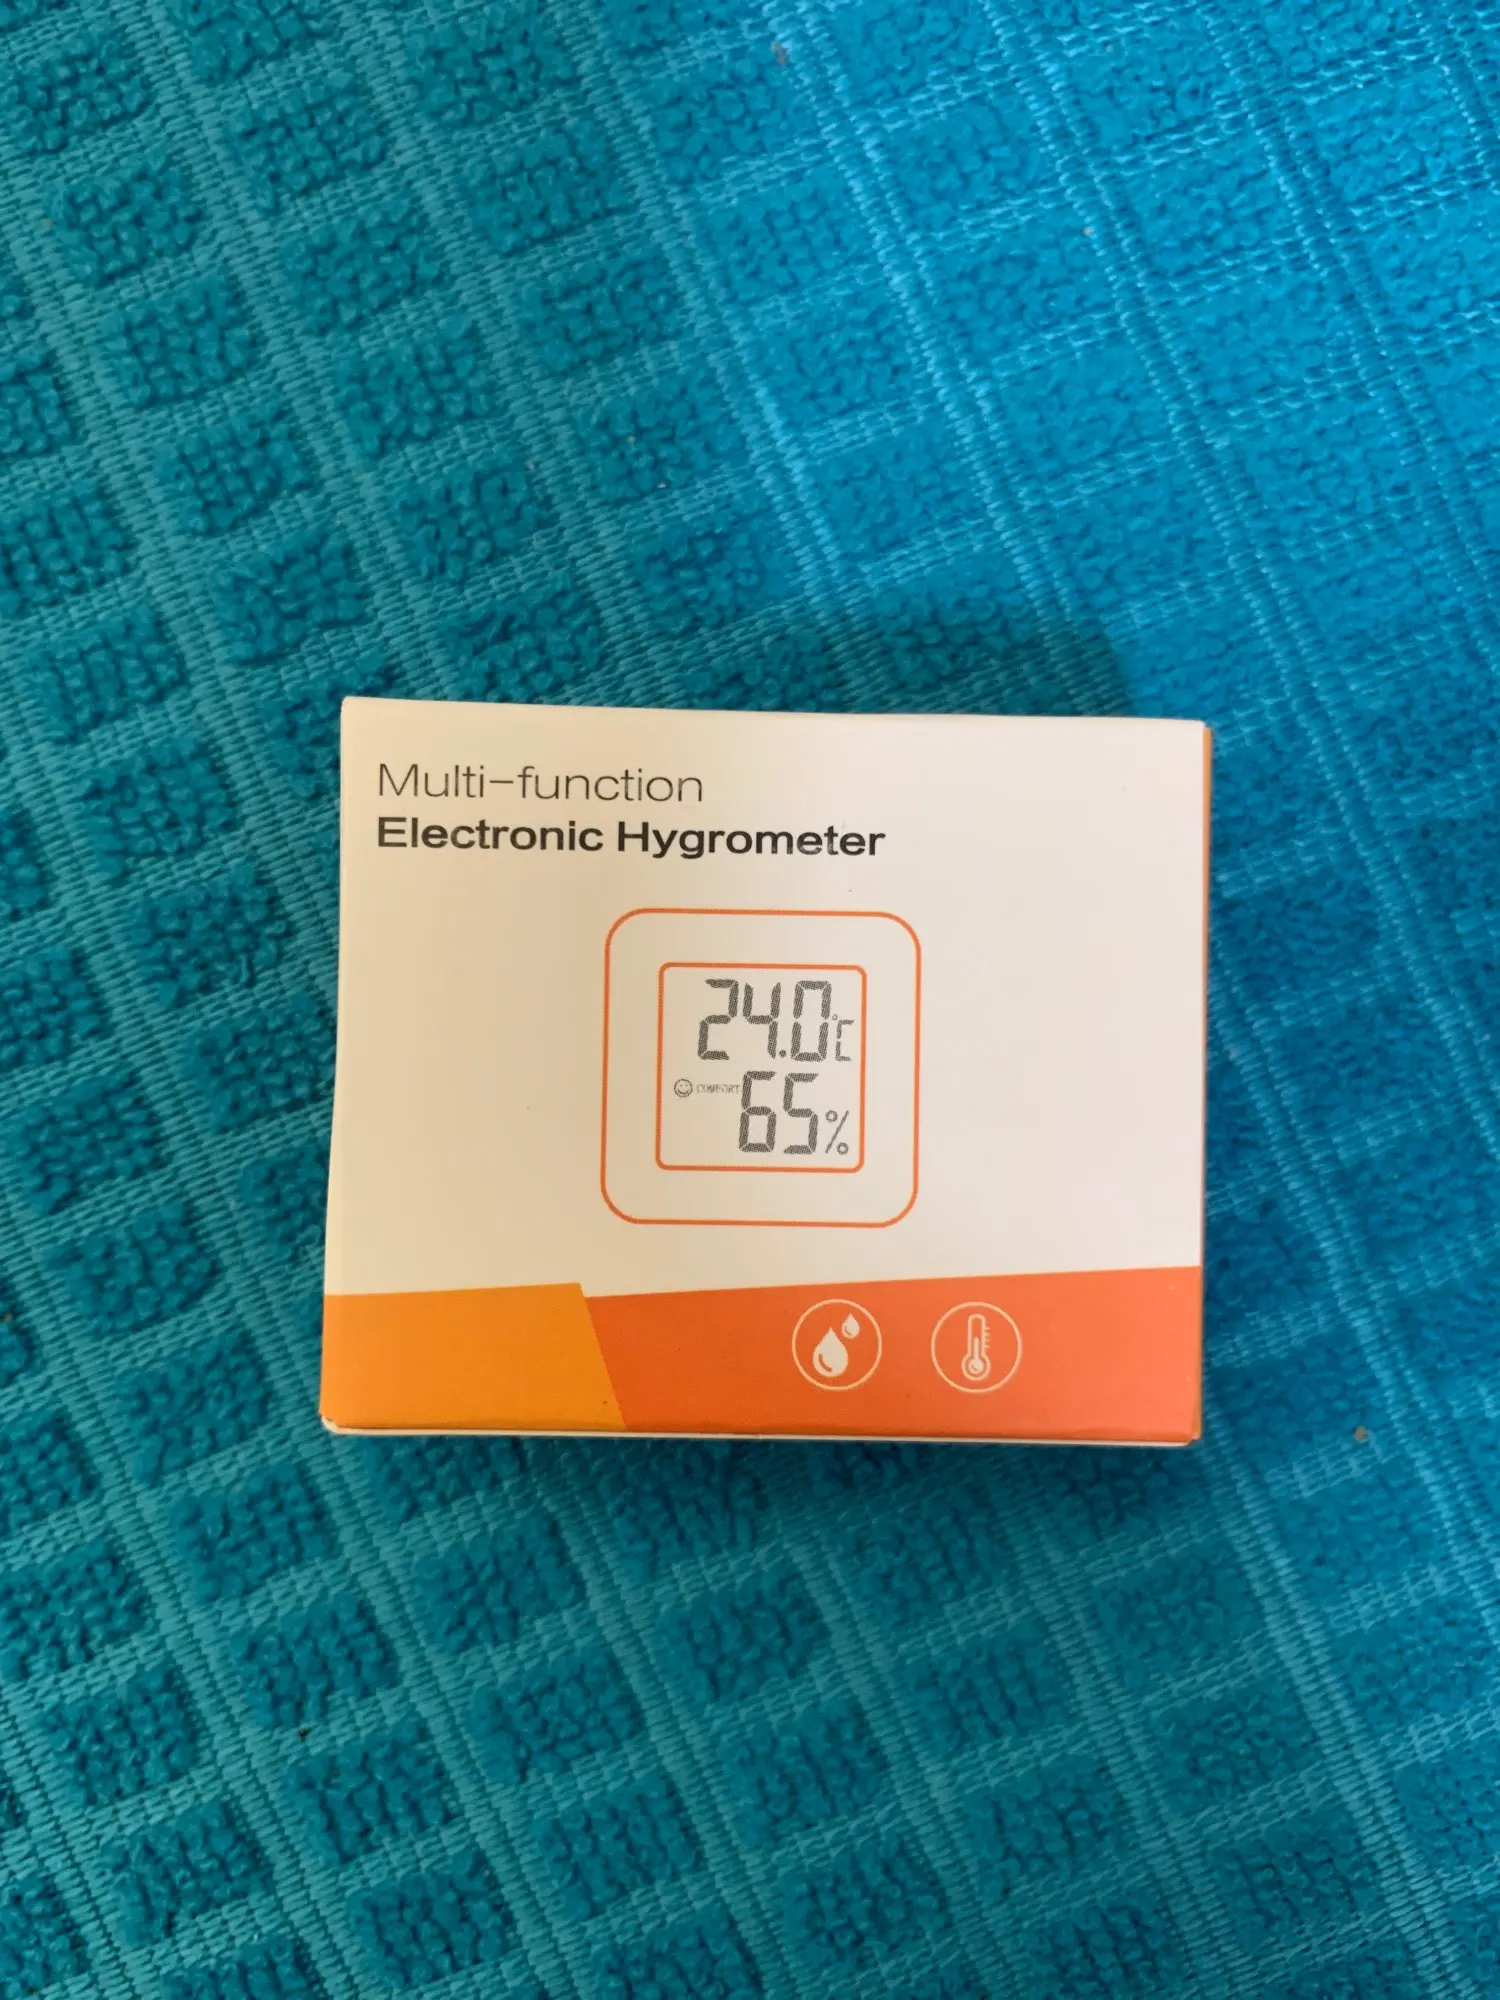 Multi-function
Electronic Hygrometer
24.0°C
COMFORT 65%